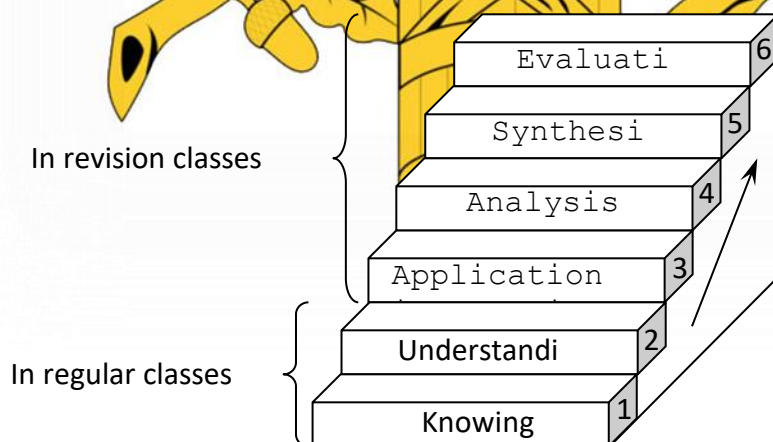 Evaluati
6
Synthesi
5
In revision classes
Analysis
4
Application
3
Understandi
2
In regular classes
Knowing
1